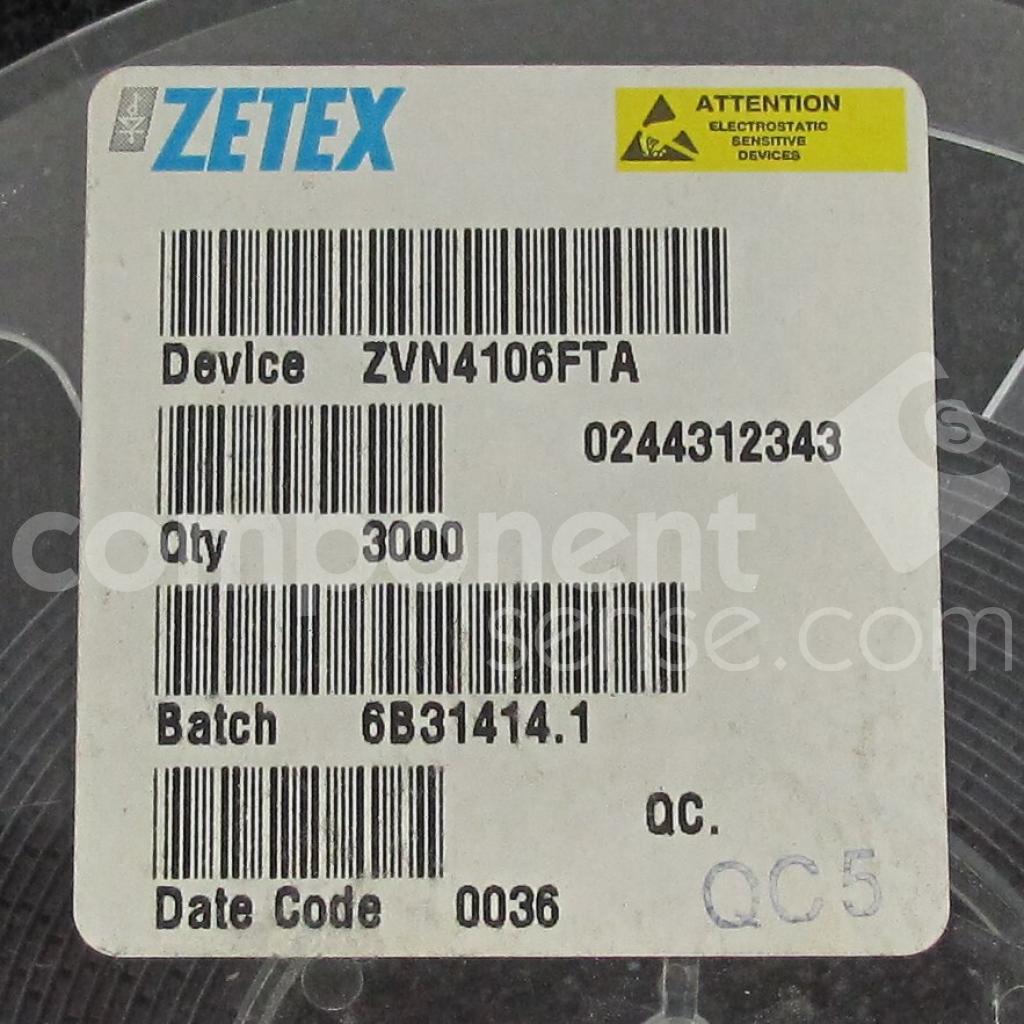 ZETEX
ATTENTION
ELECTROSTATIC
SENSITIVE
DEVICES
Device ZVN4106FTA
0244312343
Qty 3000
component
sense.com
CS
Batch 6B31414.1
QC.
QC5
Date Code 0036